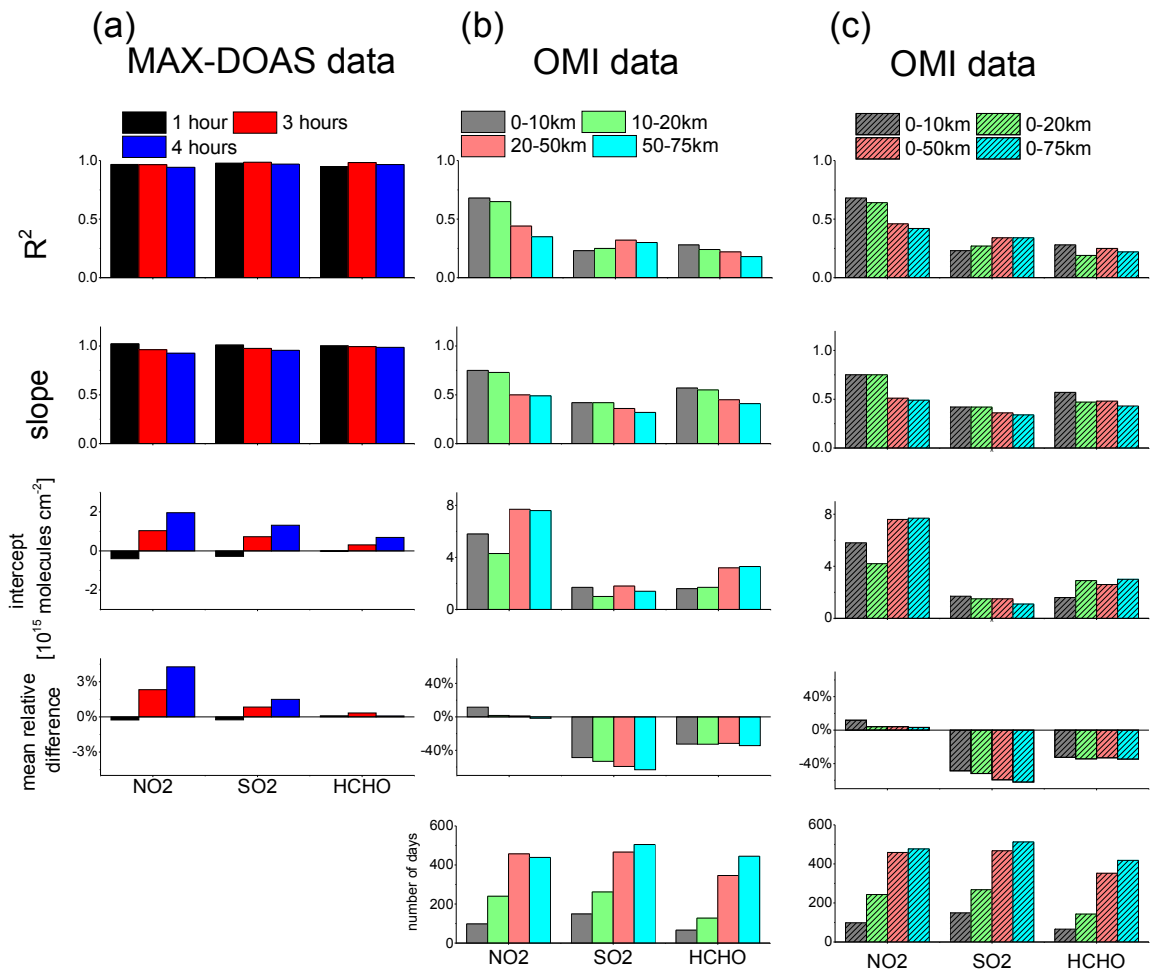 (a) (b) (c)
MAX-DOAS data OMI data OMI data
1 hour 3 hours
4 hours
0-10km 10-20km
20-50km 50-75km
0-10km 0-20km
0-50km 0-75km
R²
1.0
0.5
0.0
1.0
0.5
0.0
1.0
0.5
0.0
slope
1.0
0.5
0.0
1.0
0.5
0.0
1.0
0.5
0.0
intercept
[10¹⁵ molecules cm⁻²]
2
0
-2
8
4
0
8
4
0
mean relative
difference
3%
0%
-3%
40%
0%
-40%
40%
0%
-40%
NO2 SO2 HCHO
number of days
600
400
200
0
600
400
200
0
NO2 SO2 HCHO
NO2 SO2 HCHO